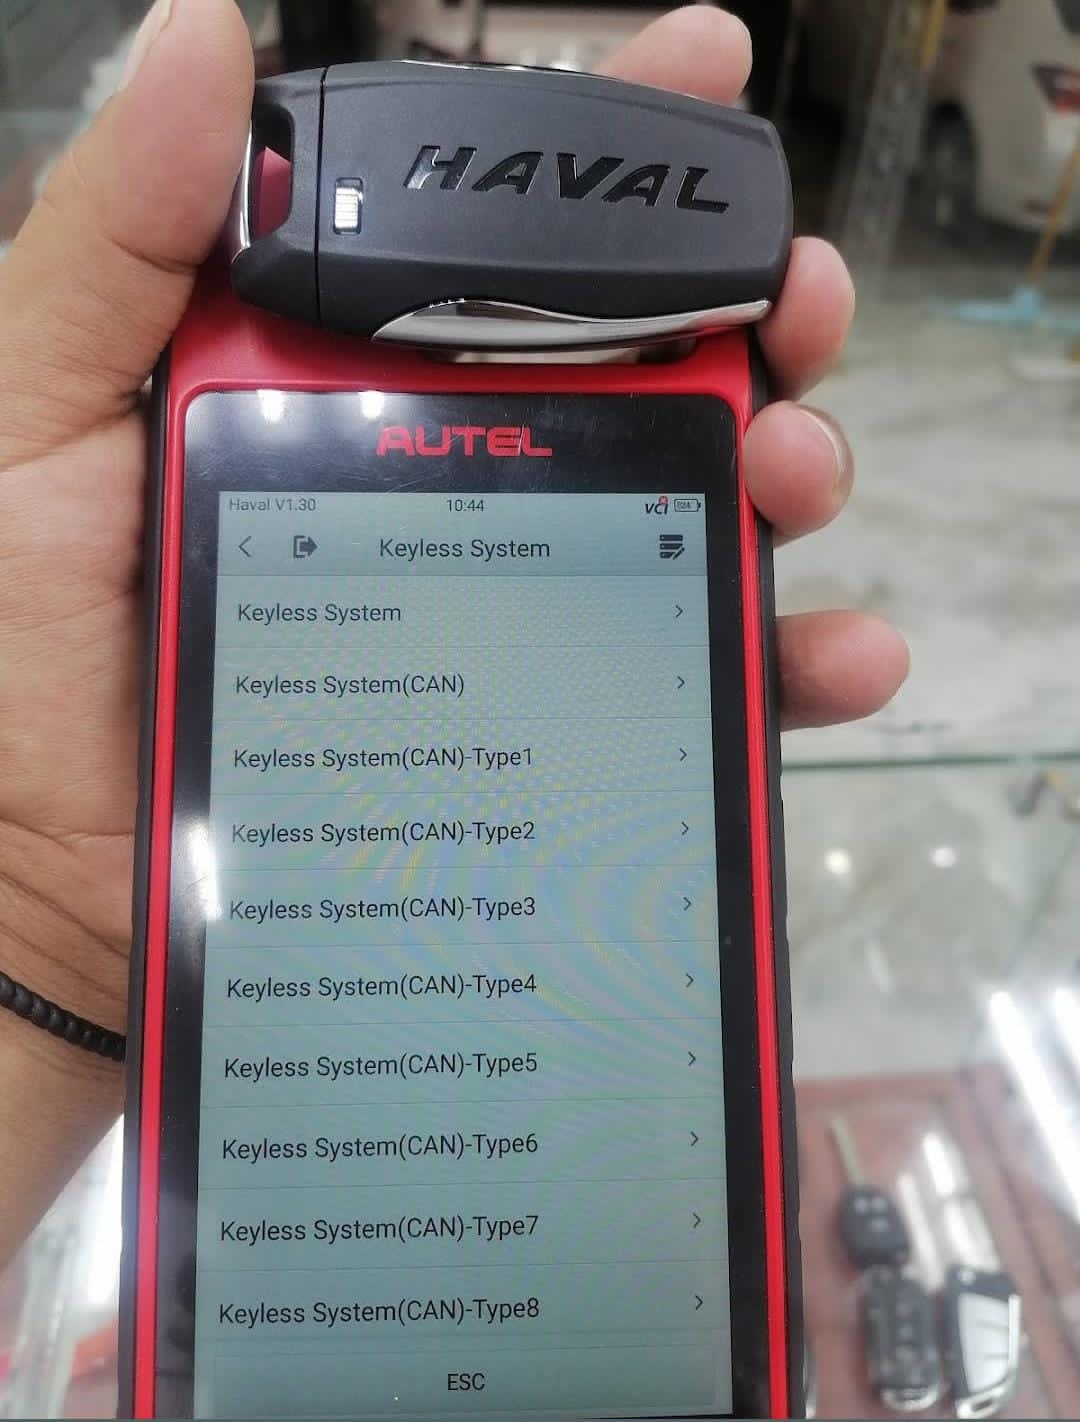 HAVAL
AUTEL
Haval V1.30 10:44 VCI
Keyless System
Keyless System
Keyless System(CAN)
Keyless System(CAN)-Type1
Keyless System(CAN)-Type2
Keyless System(CAN)-Type3
Keyless System(CAN)-Type4
Keyless System(CAN)-Type5
Keyless System(CAN)-Type6
Keyless System(CAN)-Type7
Keyless System(CAN)-Type8
ESC